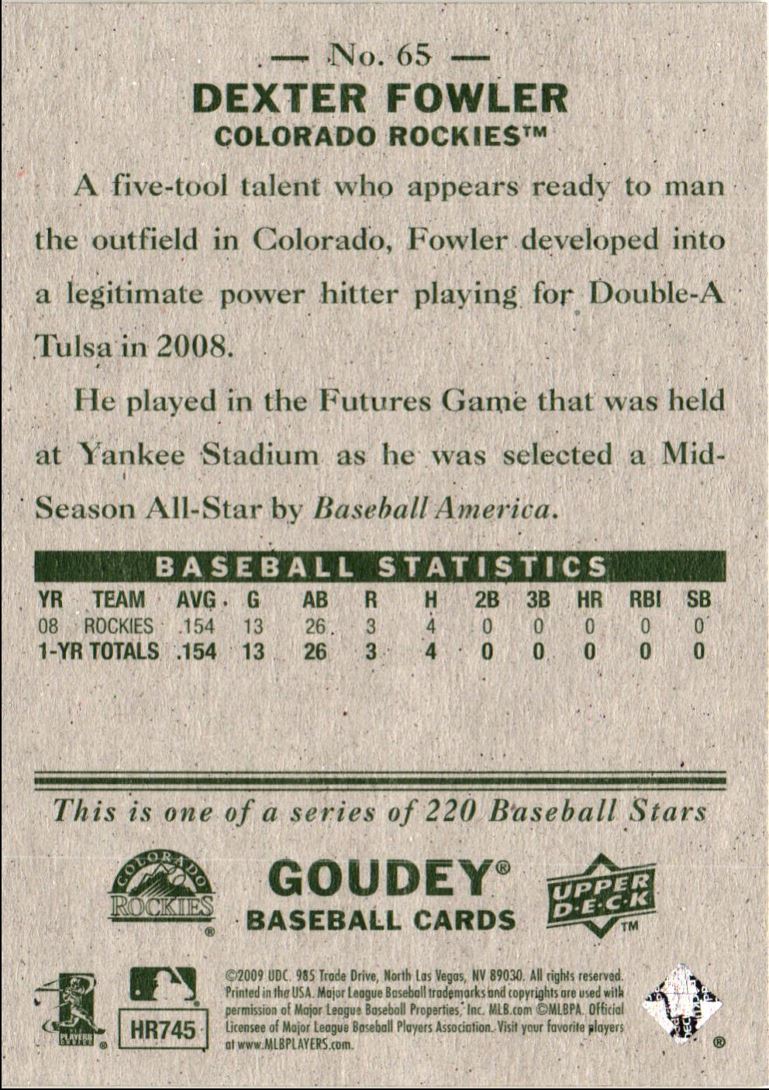 — No. 65 —
DEXTER FOWLER
COLORADO ROCKIES™
A five-tool talent who appears ready to man
the outfield in Colorado, Fowler developed into
a legitimate power hitter playing for Double-A
Tulsa in 2008.
He played in the Futures Game that was held
at Yankee Stadium as he was selected a Mid-
Season All-Star by Baseball America.
BASEBALL STATISTICS
YR TEAM AVG. G AB R H 2B 3B HR RBI SB
08 ROCKIES .154 13 26 3 4 0 0 0 0 0
1-YR TOTALS .154 13 26 3 4 0 0 0 0 0
This is one of a series of 220 Baseball Stars
COLORADO
ROCKIES
®
GOUDEY®
BASEBALL CARDS
UPPER
D·E·C·K
TM
©2009 UDC. 985 Trade Drive, North Las Vegas, NV 89030. All rights reserved.
Printed in the USA. Major League Baseball trademarks and copyrights are used with
permission of Major League Baseball Properties, Inc. MLB.com ©MLBPA. Official
Licensee of Major League Baseball Players Association. Visit your favorite players
at www.MLBPLAYERS.com.
HR745
®
®